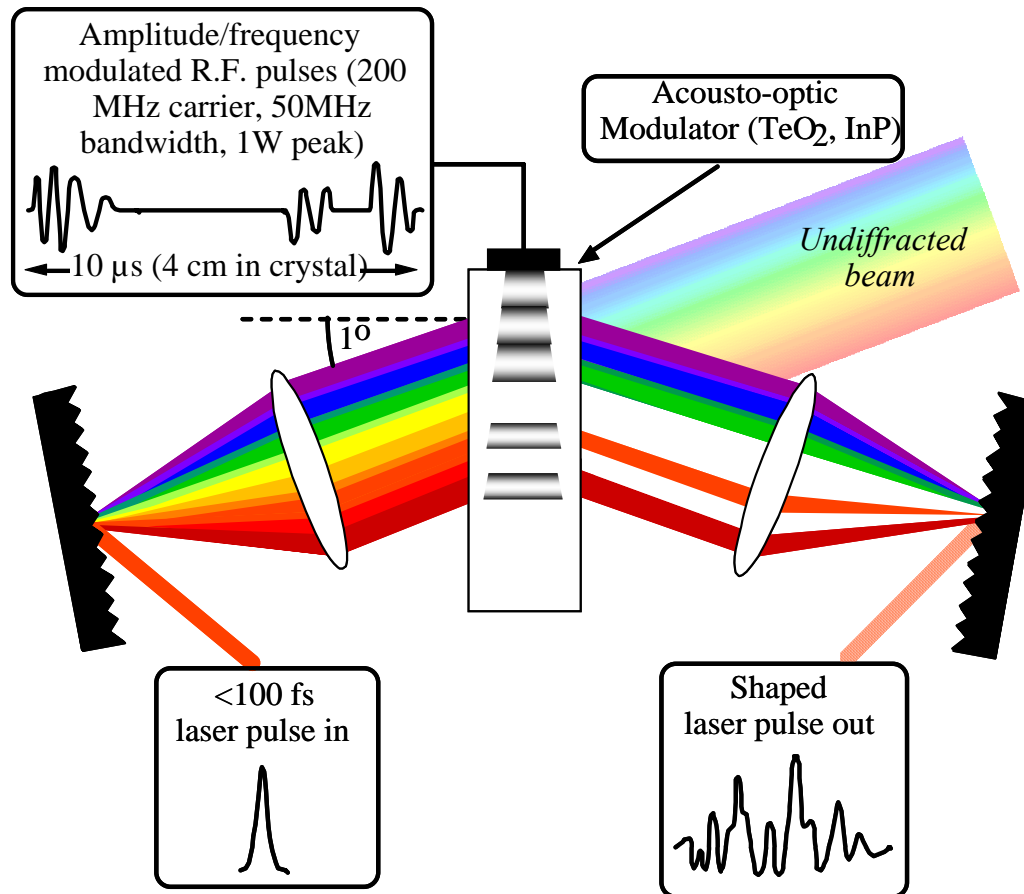 Amplitude/frequency
modulated R.F. pulses (200
MHz carrier, 50MHz
bandwidth, 1W peak)
10 µs (4 cm in crystal)
Acousto-optic
Modulator (TeO2, InP)
Undiffracted
beam
1o
<100 fs
laser pulse in
Shaped
laser pulse out